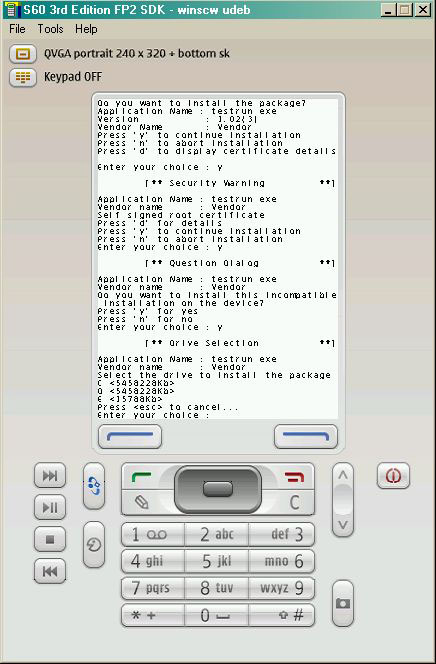 S60 3rd Edition FP2 SDK - winscw udeb
File Tools Help
QVGA portrait 240 x 320 + bottom sk
Keypad OFF
Do you want to install the package?
Application Name : testrun exe
Version : 1.02(3)
Vendor Name : Vendor
Press 'y' to continue installation
Press 'n' to abort installation
Press 'd' to display certificate details
Enter your choice : y
[** Security Warning **]
Application Name : testrun exe
Vendor name : Vendor
Self signed root certificate
Press 'd' for details
Press 'y' to continue installation
Press 'n' to abort installation
Enter your choice : y
[** Question Dialog **]
Application Name : testrun exe
Vendor name : Vendor
Do you want to install this incompatible
installation on the device?
Press 'y' for yes
Press 'n' for no
Enter your choice : y
[** Drive Selection **]
Application Name : testrun exe
Vendor name : Vendor
Select the drive to install the package
C <5458228Kb>
Q <5458228Kb>
E <15788Kb>
Press <esc> to cancel...
Enter your choice :
C
1 2 abc def 3
4 ghi 5 jkl mno 6
7 pqrs 8 tuv wxyz 9
* + 0 #